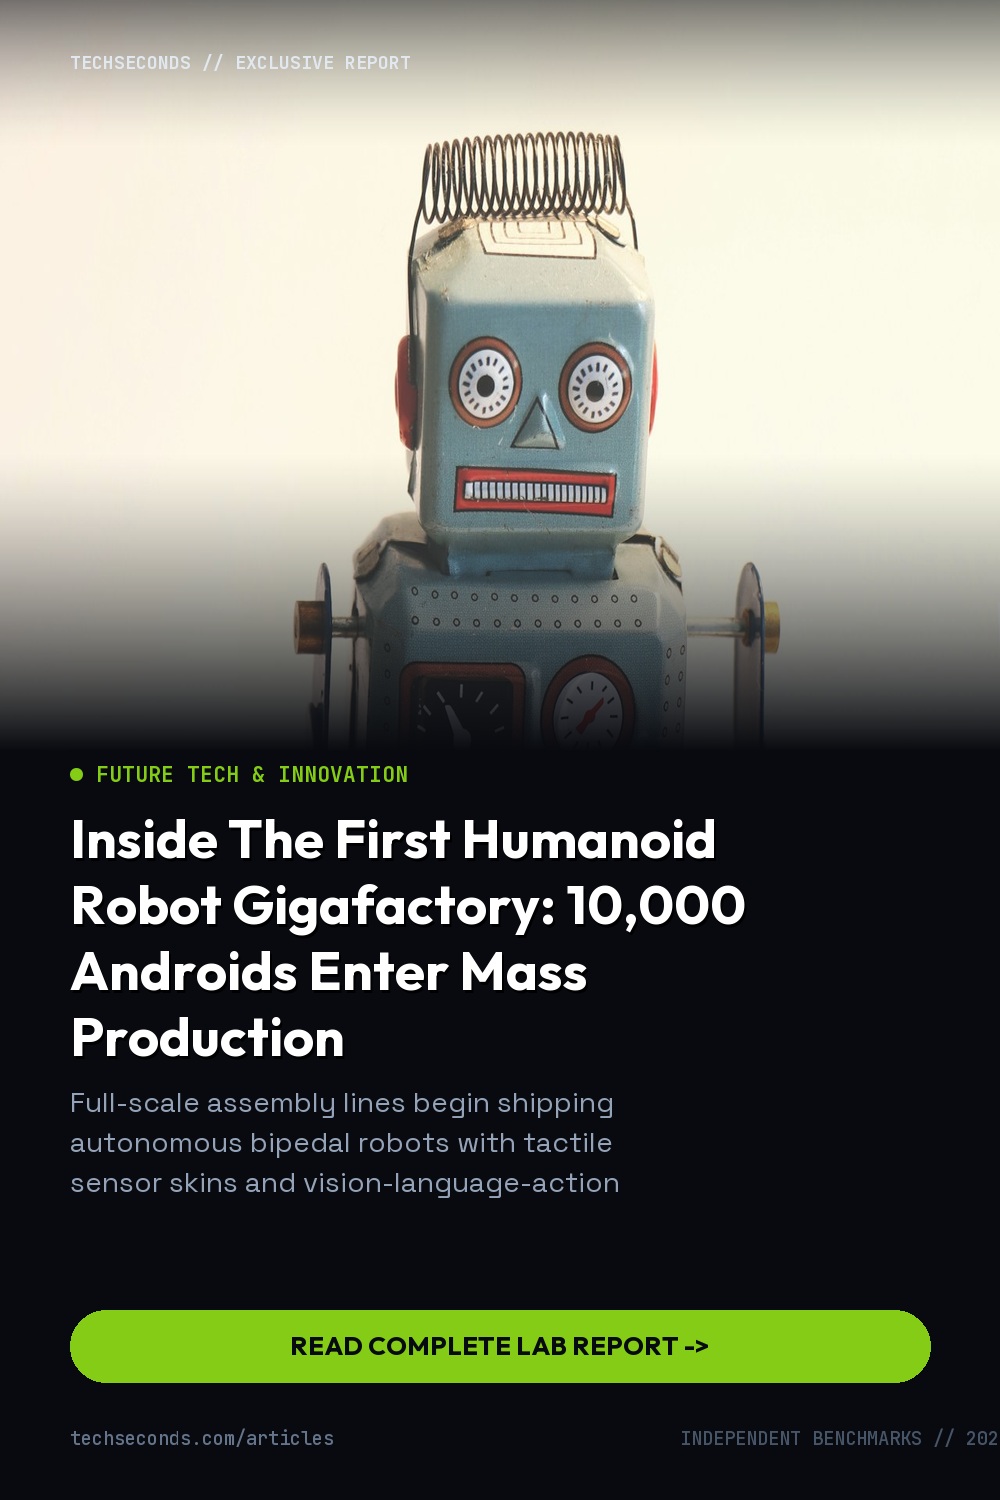 TECHSECONDS // EXCLUSIVE REPORT
FUTURE TECH & INNOVATION
Inside The First Humanoid
Robot Gigafactory: 10,000
Androids Enter Mass
Production
Full-scale assembly lines begin shipping
autonomous bipedal robots with tactile
sensor skins and vision-language-action
READ COMPLETE LAB REPORT ->
techseconds.com/articles
INDEPENDENT BENCHMARKS // 202